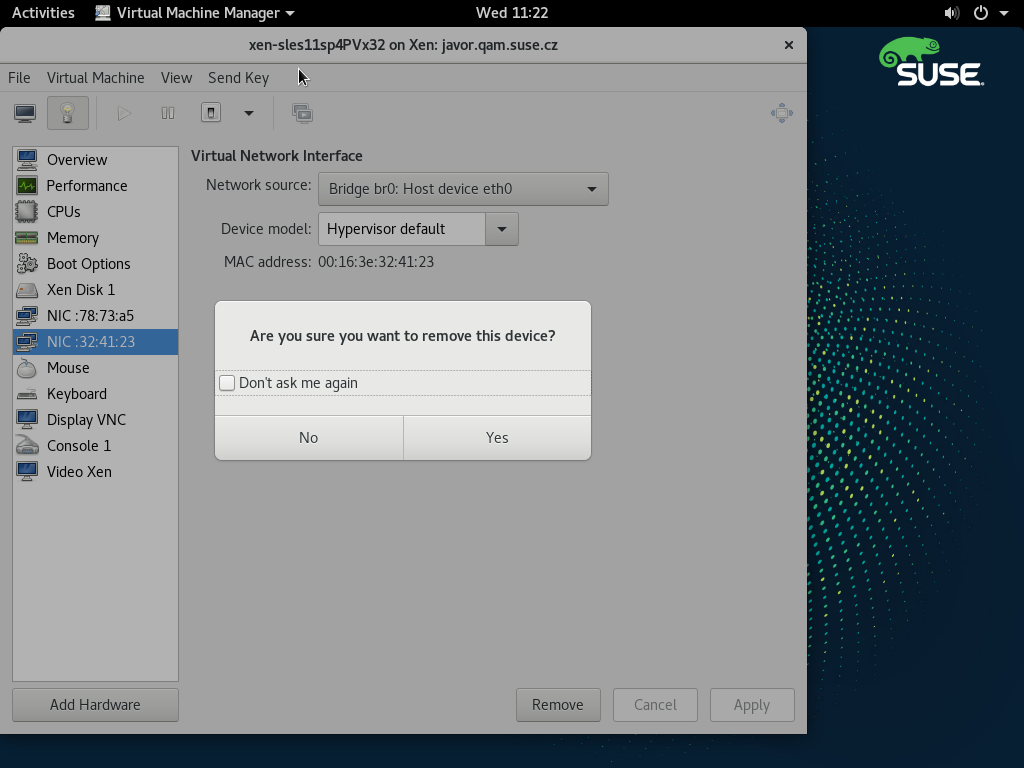 Activities Virtual Machine Manager Wed 11:22
xen-sles11sp4PVx32 on Xen: javor.qam.suse.cz
SUSE
File Virtual Machine View Send Key
Overview
Performance
CPUs
Memory
Boot Options
Xen Disk 1
NIC :78:73:a5
NIC :32:41:23
Mouse
Keyboard
Display VNC
Console 1
Video Xen
Virtual Network Interface
Network source: Bridge br0: Host device eth0
Device model: Hypervisor default
MAC address: 00:16:3e:32:41:23
Are you sure you want to remove this device?
Don't ask me again
No Yes
Add Hardware Remove Cancel Apply